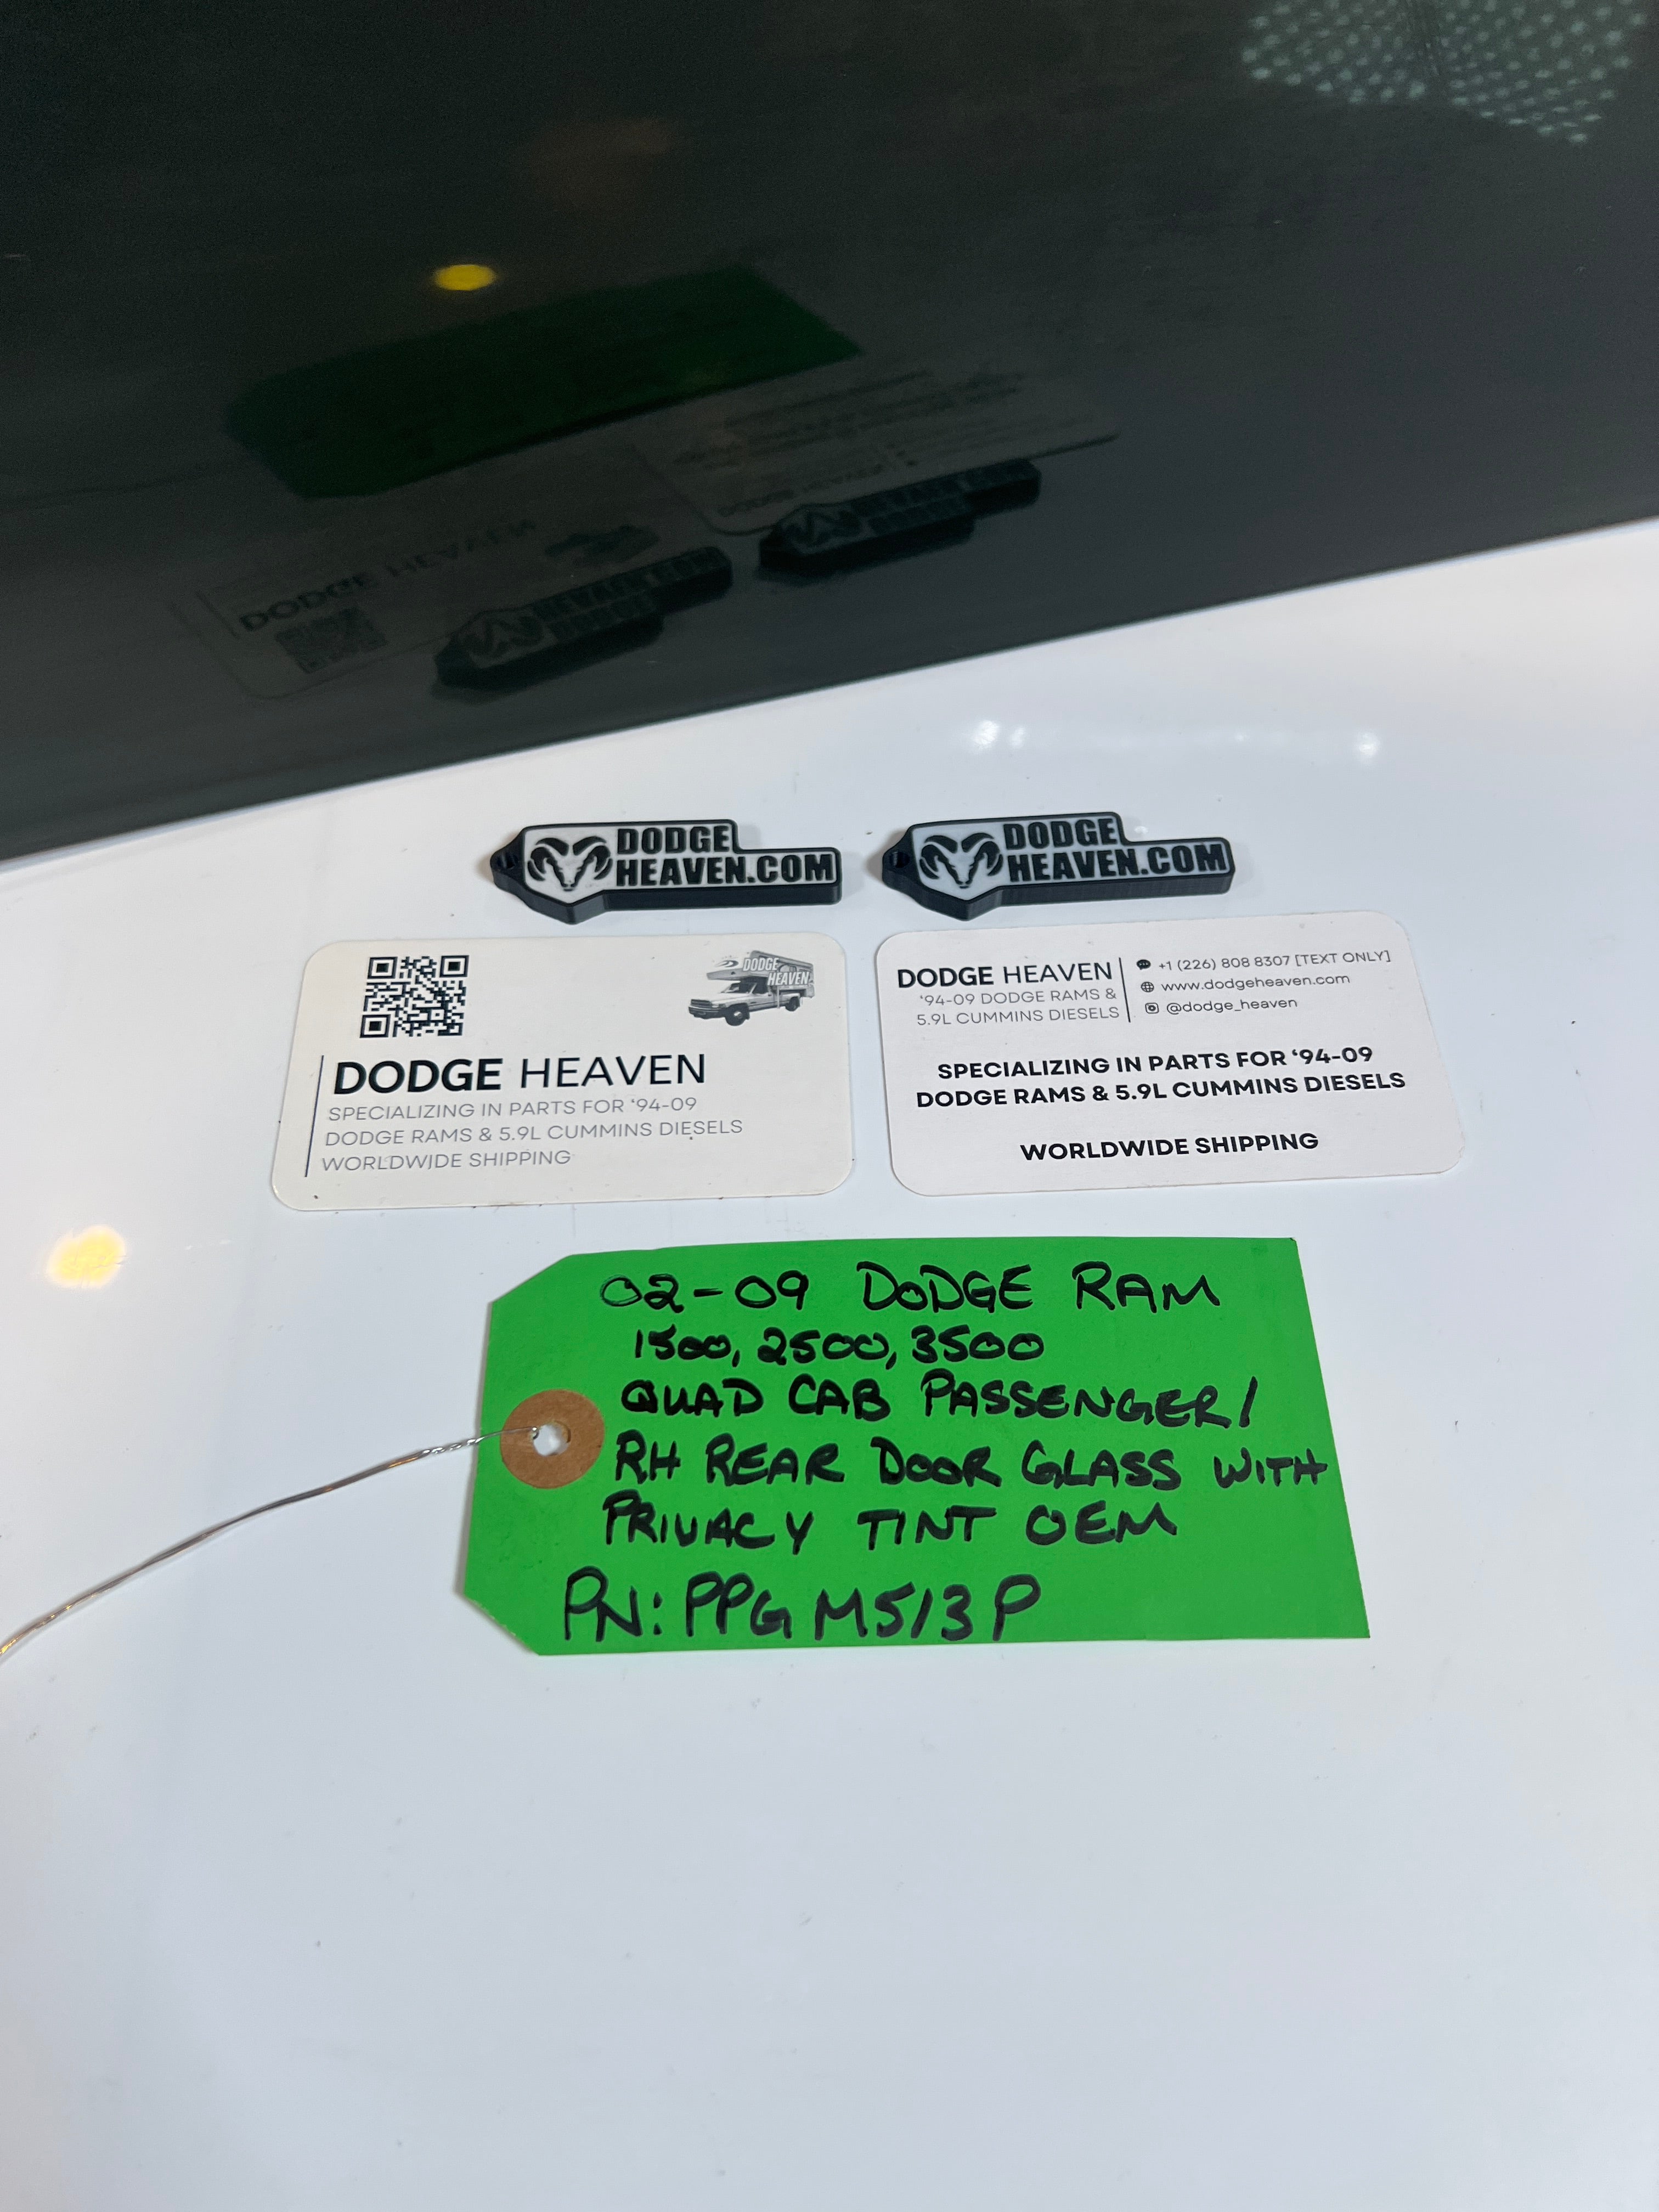 DODGE
HEAVEN.COM
DODGE
HEAVEN.COM
DODGE
HEAVEN
DODGE HEAVEN
SPECIALIZING IN PARTS FOR ‘94-09
DODGE RAMS & 5.9L CUMMINS DIESELS
WORLDWIDE SHIPPING
DODGE HEAVEN
‘94-09 DODGE RAMS &
5.9L CUMMINS DIESELS
+1 (226) 808 8307 [TEXT ONLY]
www.dodgeheaven.com
@dodge_heaven
SPECIALIZING IN PARTS FOR ‘94-09
DODGE RAMS & 5.9L CUMMINS DIESELS
WORLDWIDE SHIPPING
02-09 DODGE RAM
1500, 2500, 3500
QUAD CAB PASSENGER/
RH REAR DOOR GLASS WITH
PRIVACY TINT OEM
PN: PPG M513P